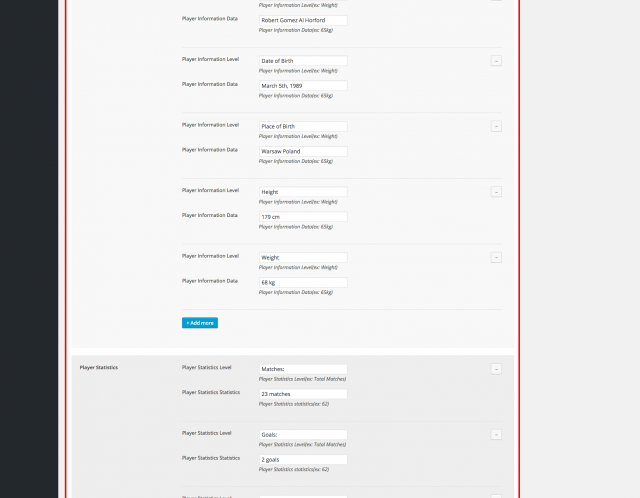 Player Information Level(ex: Weight)
Player Information Data
Robert Gomez Al Horford
Player Information Data(ex: 65kg)
Player Information Level
Date of Birth
-
Player Information Level(ex: Weight)
Player Information Data
March 5th, 1989
Player Information Data(ex: 65kg)
Player Information Level
Place of Birth
-
Player Information Level(ex: Weight)
Player Information Data
Warsaw Poland
Player Information Data(ex: 65kg)
Player Information Level
Height
-
Player Information Level(ex: Weight)
Player Information Data
179 cm
Player Information Data(ex: 65kg)
Player Information Level
Weight
-
Player Information Level(ex: Weight)
Player Information Data
68 kg
Player Information Data(ex: 65kg)
+ Add more
Player Statistics
Player Statistics Level
Matches:
-
Player Statistics Level(ex: Total Matches)
Player Statistics Statistics
23 matches
Player Statistics statistics(ex: 62)
Player Statistics Level
Goals:
-
Player Statistics Level(ex: Total Matches)
Player Statistics Statistics
2 goals
Player Statistics statistics(ex: 62)